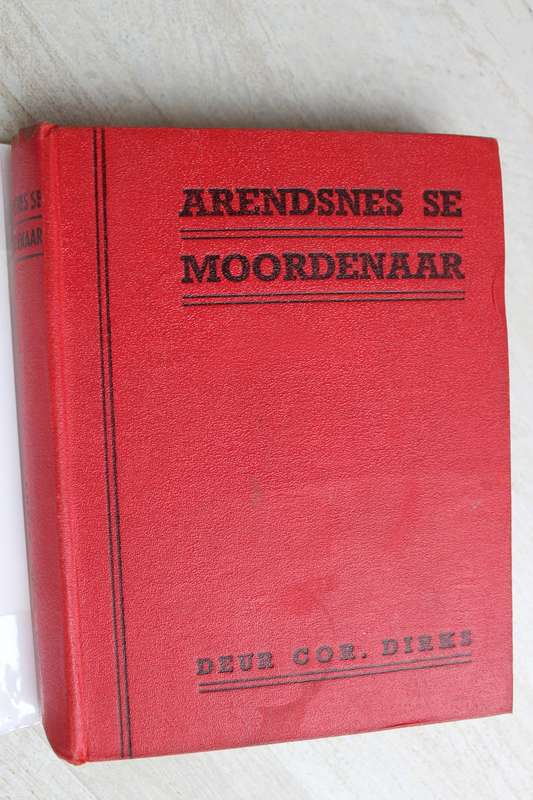 ARENDSNES SE
MOORDENAAR
DEUR COR. DIRKS